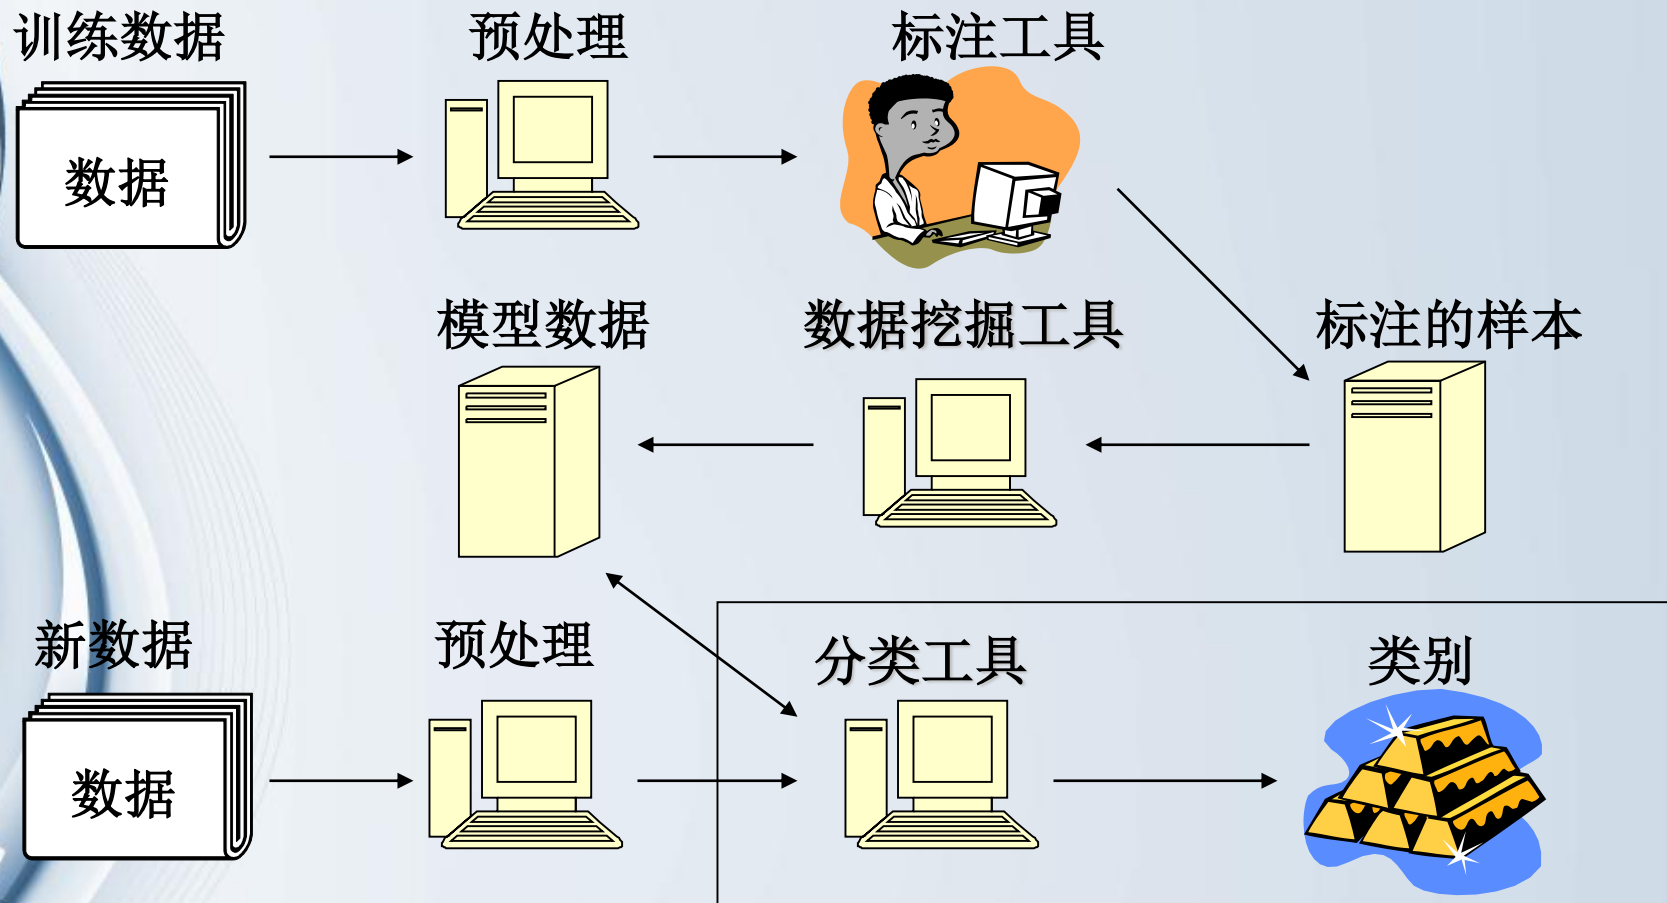 训练数据
预处理
标注工具
数据
模型数据
数据挖掘工具
标注的样本
新数据
预处理
分类工具
类别
数据